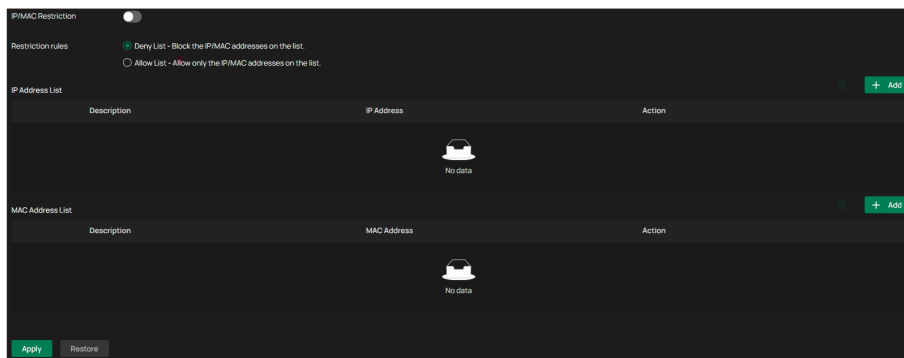 IP/MAC Restriction
Restriction rules
Deny List - Block the IP/MAC addresses on the list.
Allow List - Allow only the IP/MAC addresses on the list.
IP Address List
+ Add
Description IP Address Action
No data
MAC Address List
+ Add
Description MAC Address Action
No data
Apply Restore